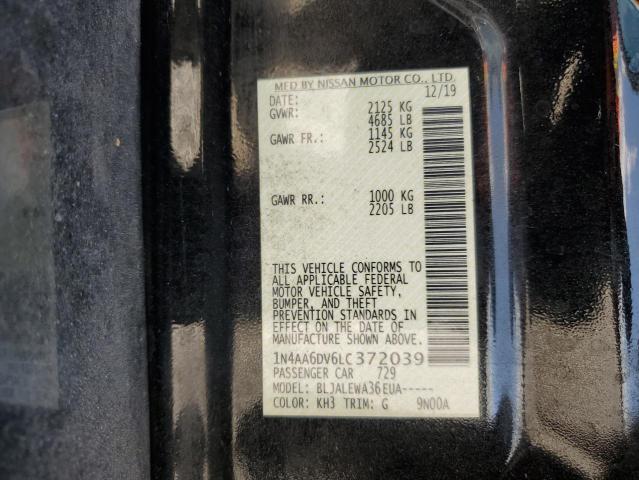 MFD BY NISSAN MOTOR CO., LTD.
DATE: 12/19
GVWR: 2125 KG
4685 LB
GAWR FR.: 1145 KG
2524 LB
GAWR RR.: 1000 KG
2205 LB
THIS VEHICLE CONFORMS TO
ALL APPLICABLE FEDERAL
MOTOR VEHICLE SAFETY,
BUMPER, AND THEFT
PREVENTION STANDARDS IN
EFFECT ON THE DATE OF
MANUFACTURE SHOWN ABOVE.
1N4AA6DV6LC372039
PASSENGER CAR 729
MODEL: BLJALEWA36EUA-----
COLOR: KH3 TRIM: G 9N00A